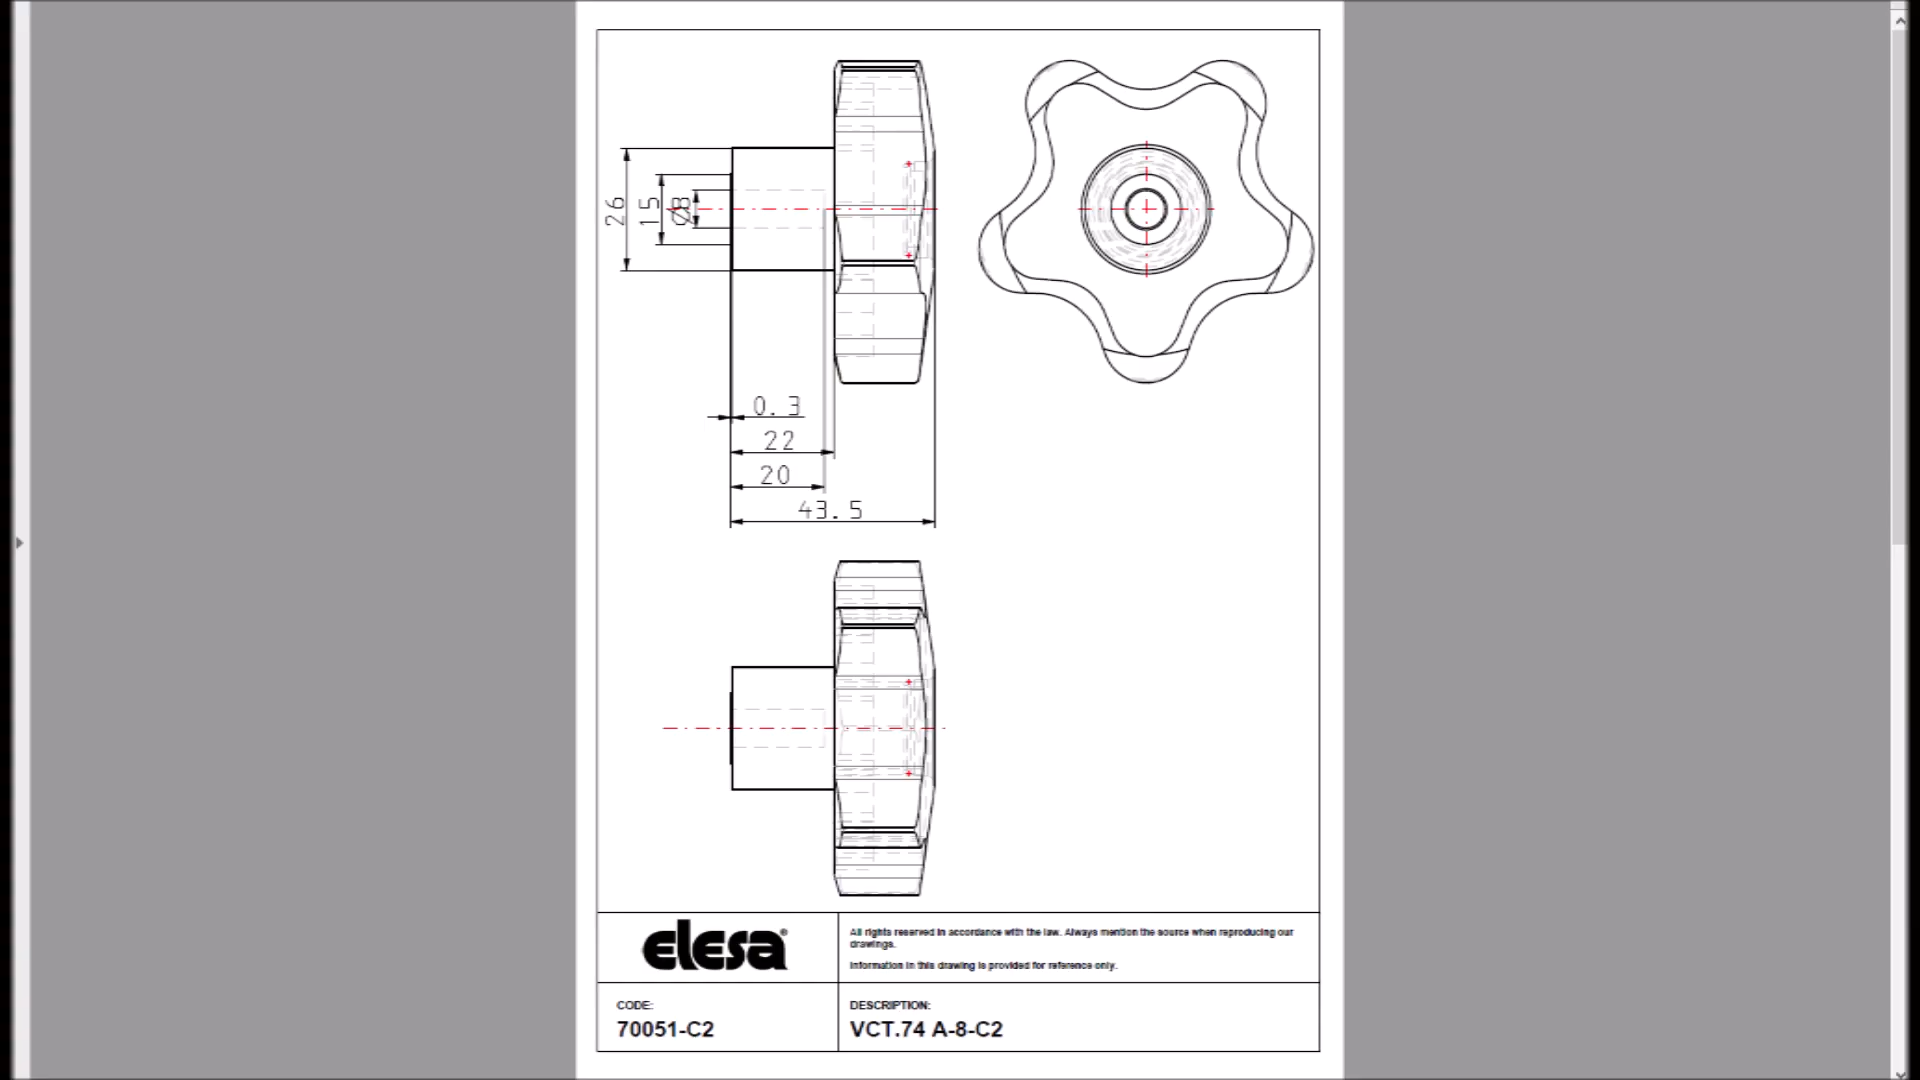 26
15
Ø8
0.3
22
20
43.5
elesa®
All rights reserved in accordance with the law. Always mention the source when reproducing our
drawings.
Information in this drawing is provided for reference only.
CODE:
70051-C2
DESCRIPTION:
VCT.74 A-8-C2